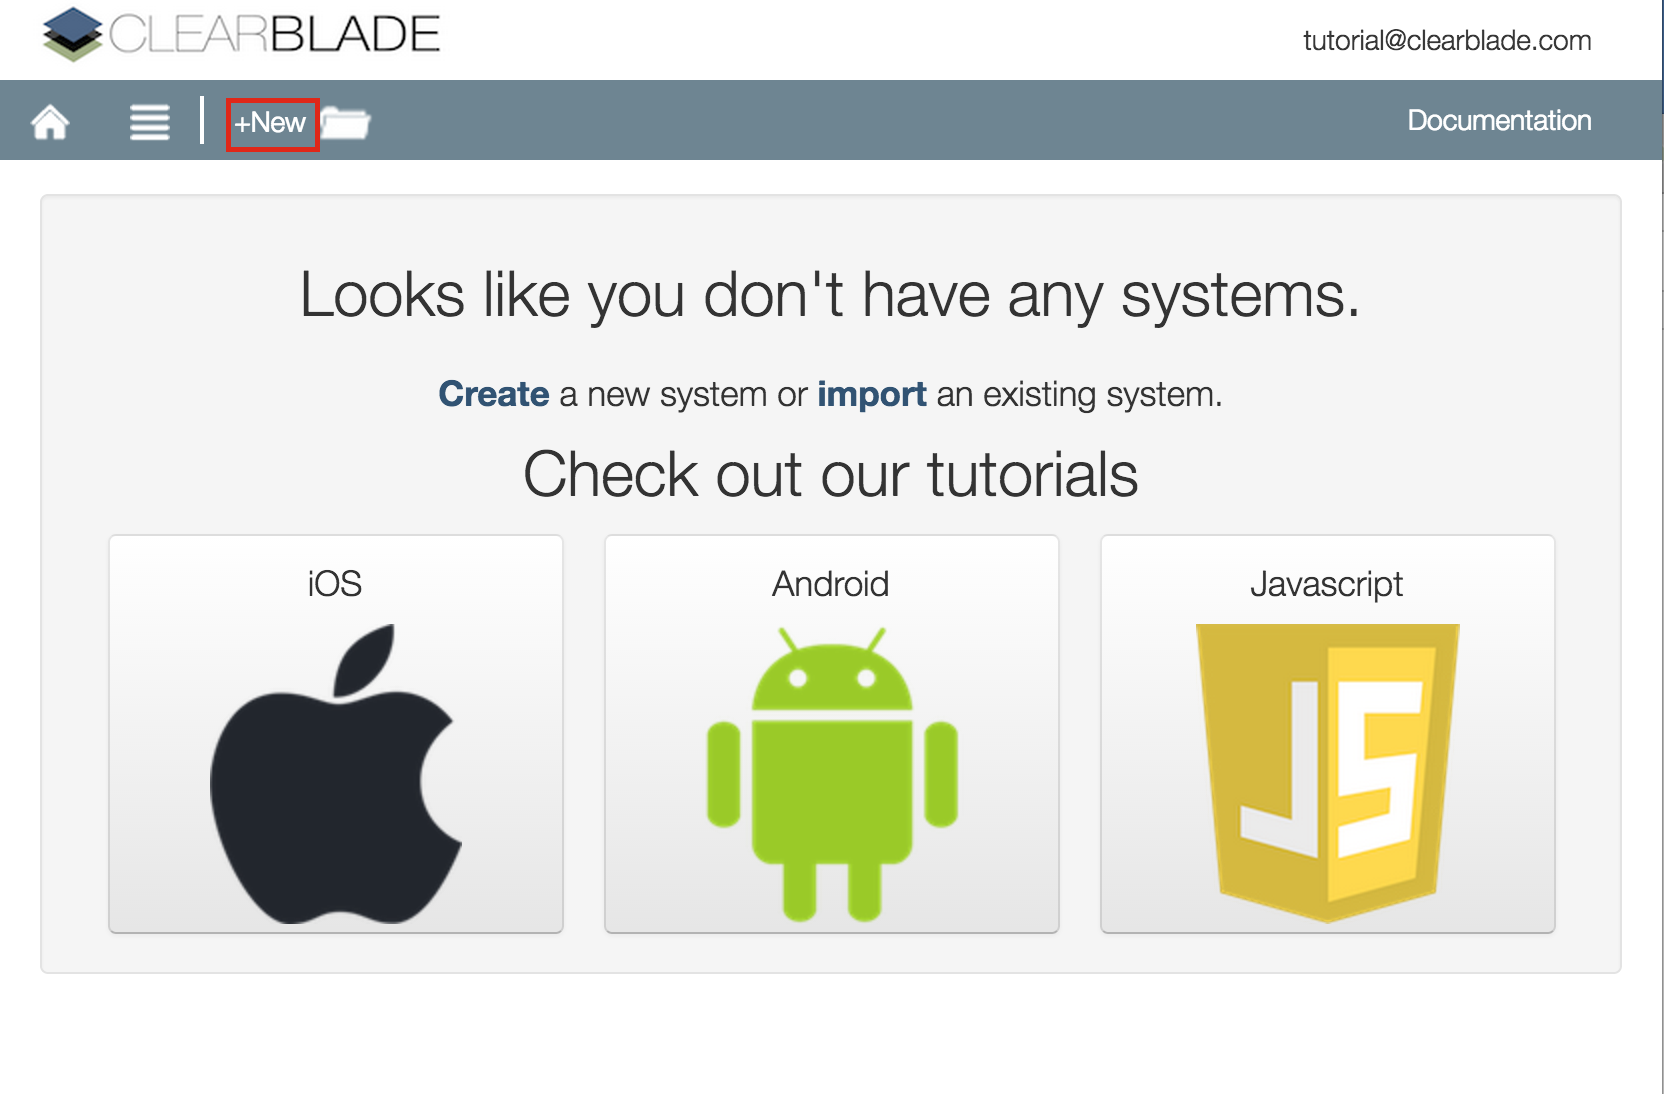 CLEARBLADE
tutorial@clearblade.com
+New
Documentation
Looks like you don't have any systems.
Create a new system or import an existing system.
Check out our tutorials
iOS
Android
Javascript
JS